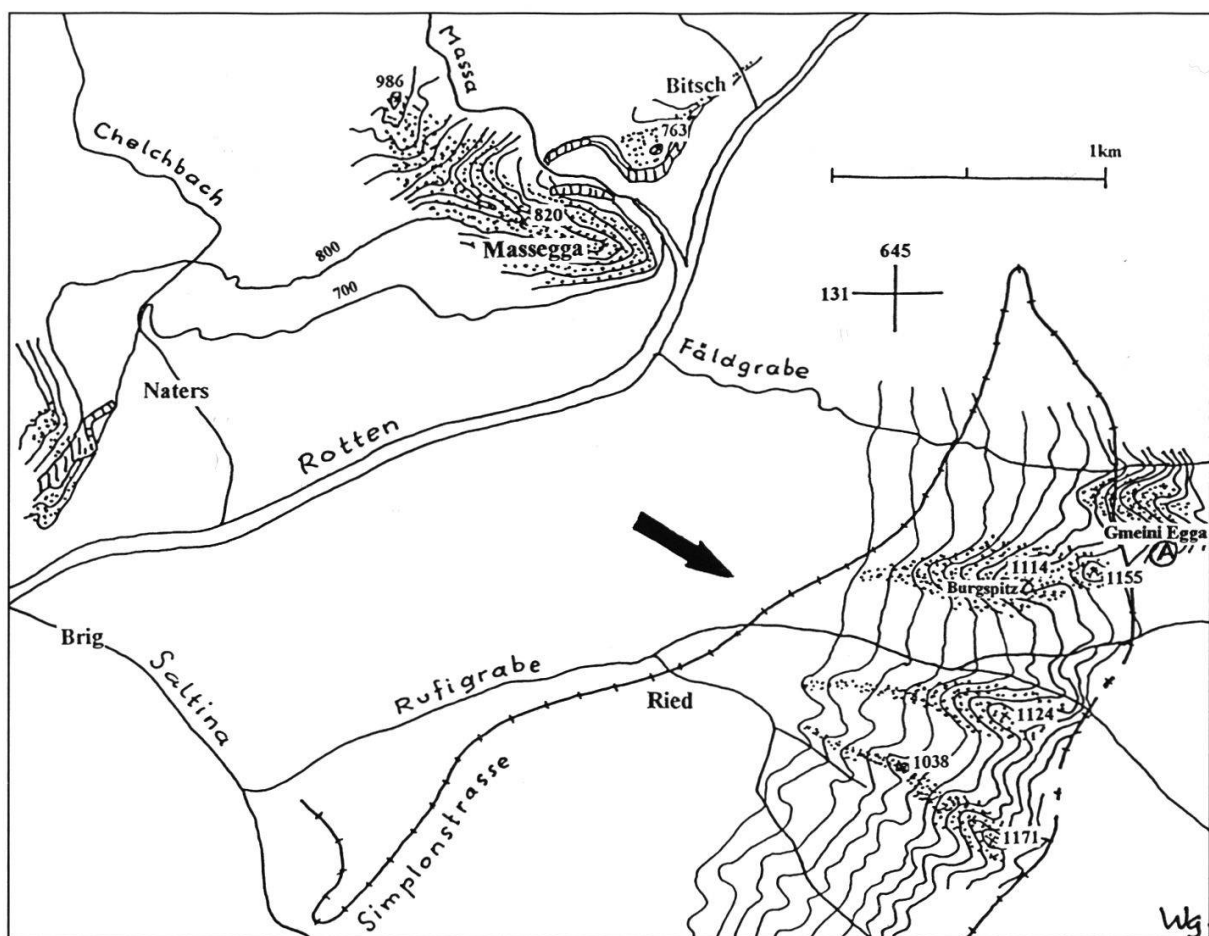 Massa
986
Bitsch
763
Chelchbach
1km
820
Massegga
800
645
700
131
Fäldgrabe
Naters
Rotten
Gmeini Egga
A
1114
1155
Burgspitz
Brig
Saltina
Rufigrabe
Ried
1124
1038
Simplonstrasse
1171
Wg